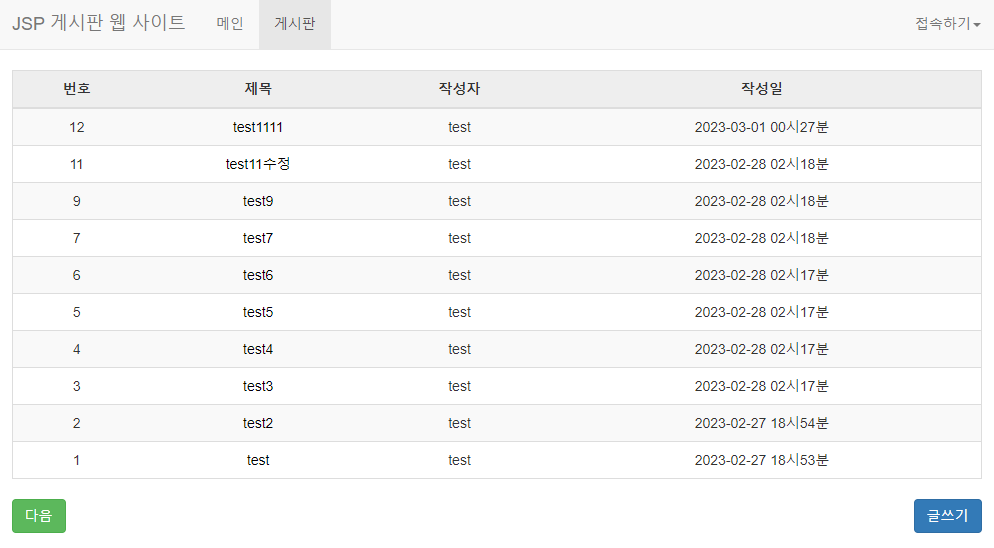 JSP 게시판 웹 사이트 메인 게시판 접속하기
번호 제목 작성자 작성일
12 test1111 test 2023-03-01 00시27분
11 test11수정 test 2023-02-28 02시18분
9 test9 test 2023-02-28 02시18분
7 test7 test 2023-02-28 02시18분
6 test6 test 2023-02-28 02시17분
5 test5 test 2023-02-28 02시17분
4 test4 test 2023-02-28 02시17분
3 test3 test 2023-02-28 02시17분
2 test2 test 2023-02-27 18시54분
1 test test 2023-02-27 18시53분
다음 글쓰기